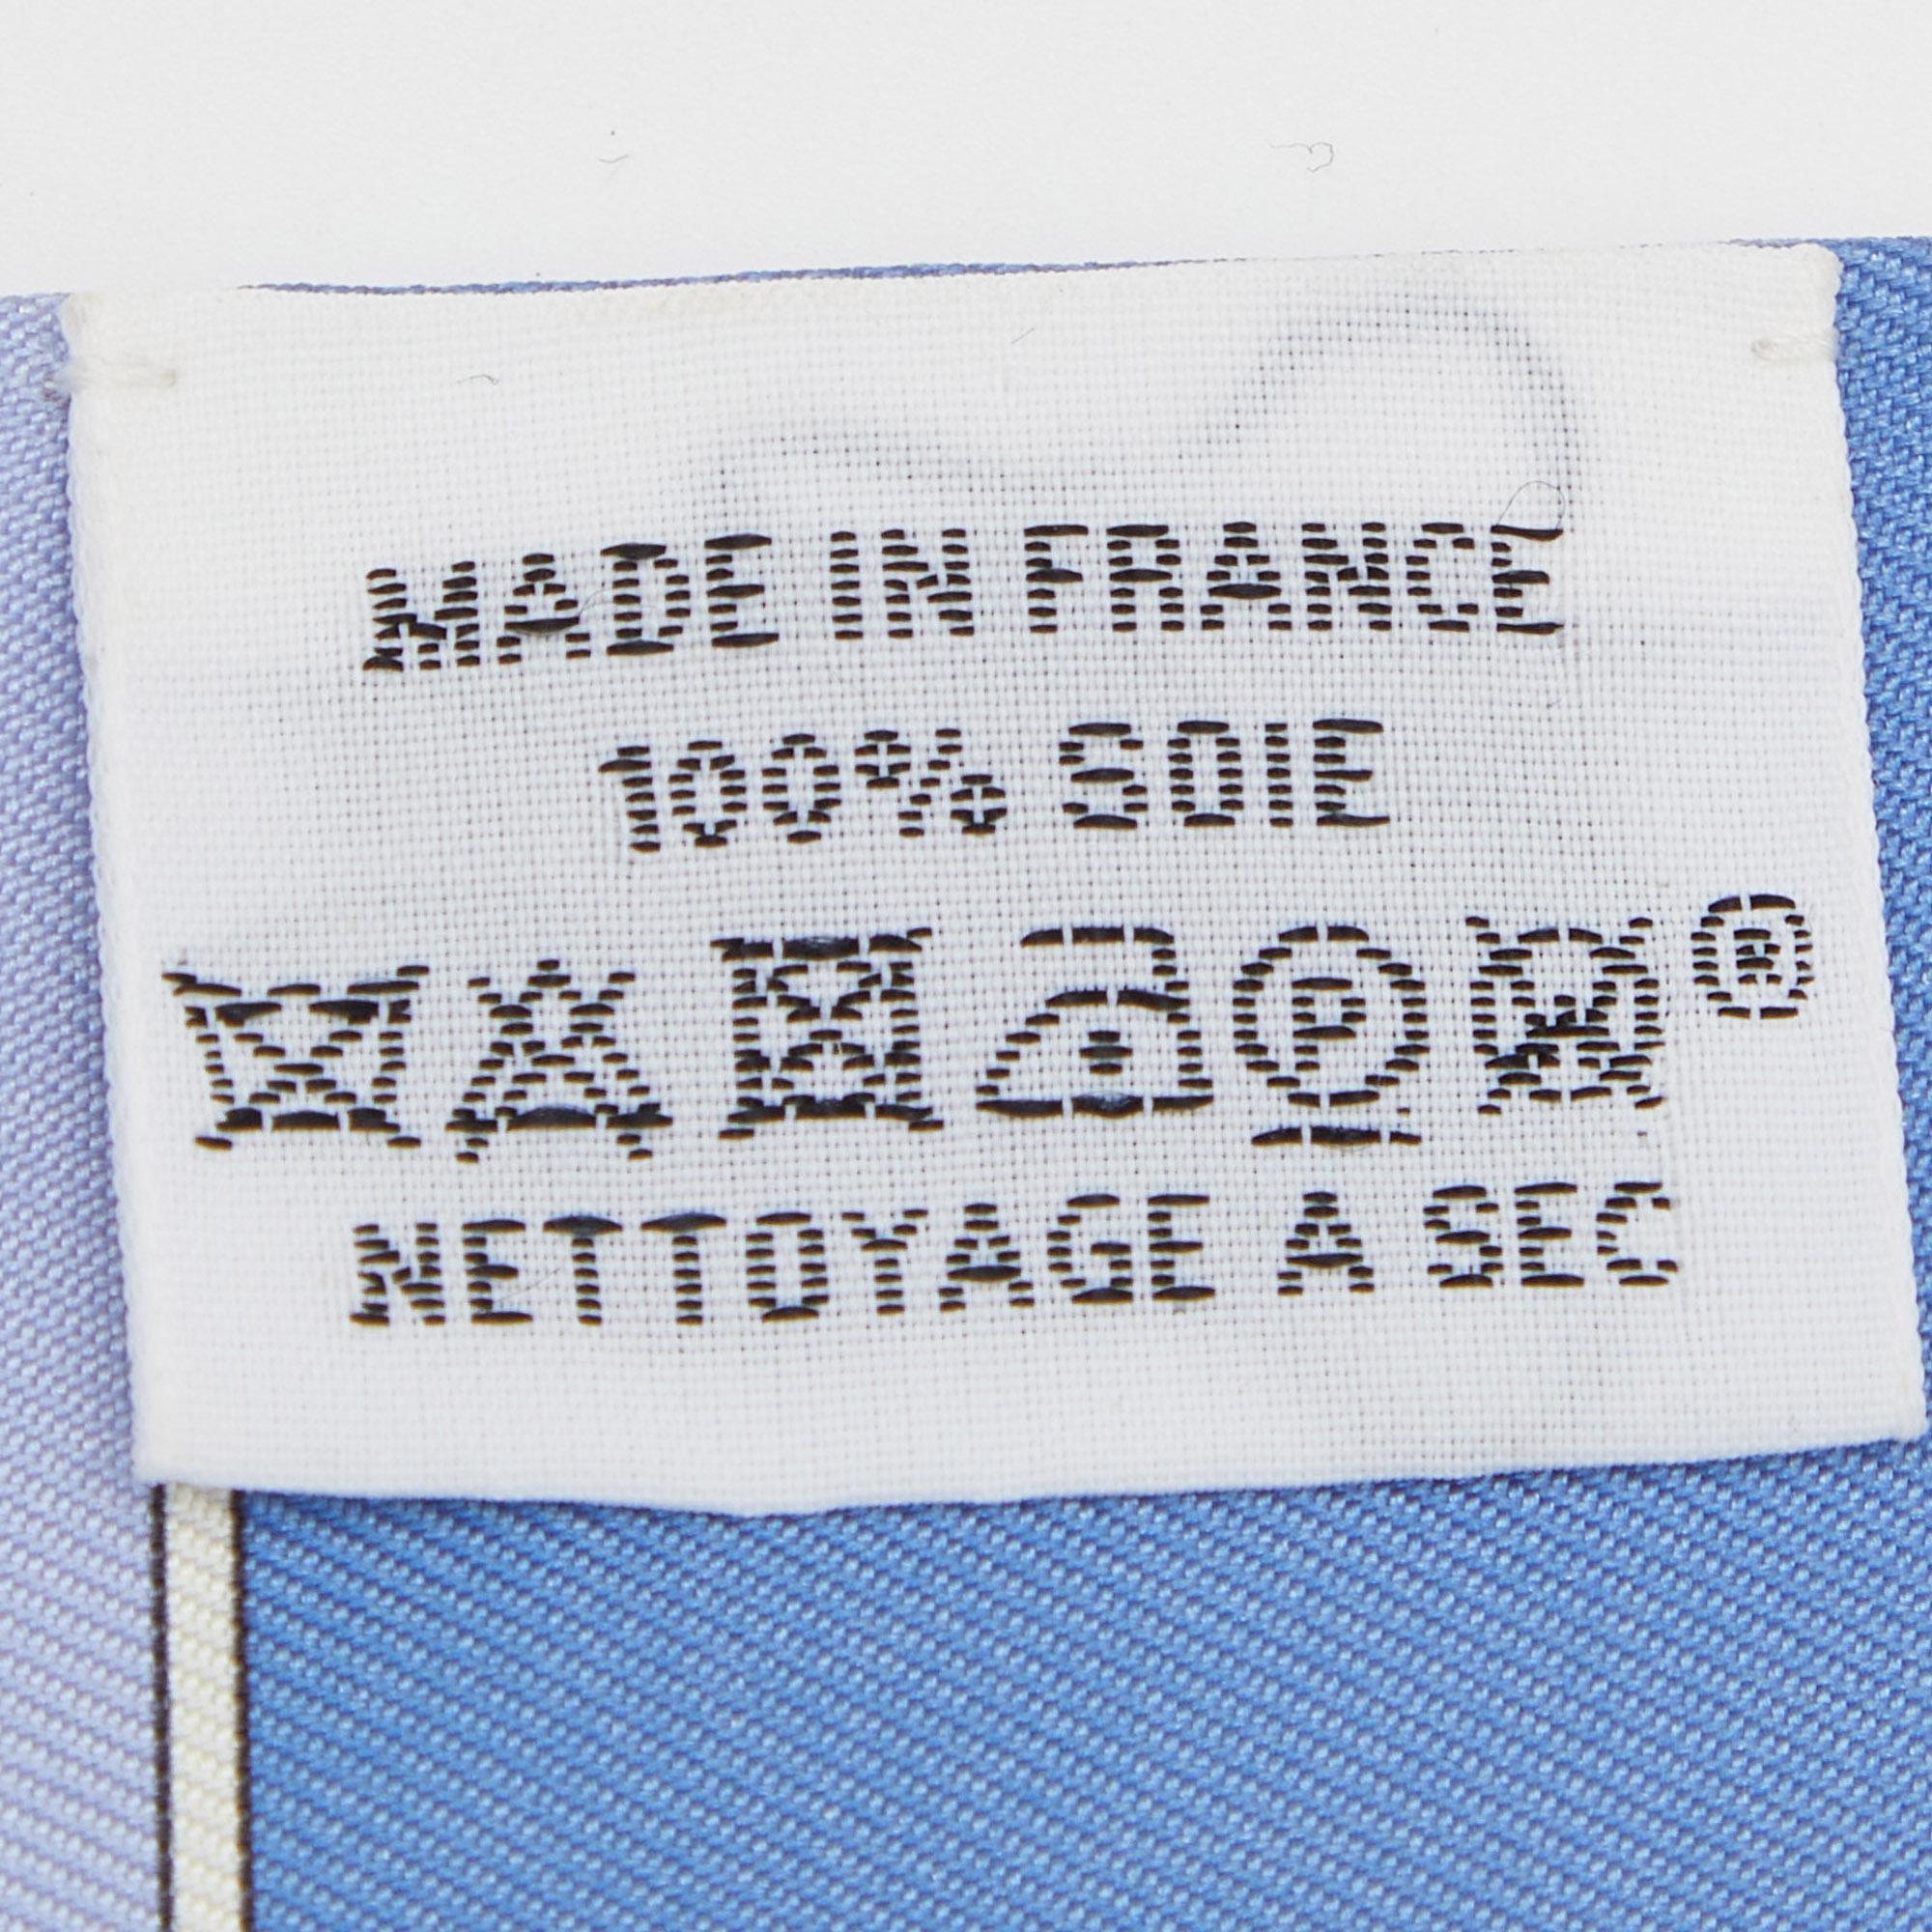 MADE IN FRANCE
100% SOIE
P ®
NETTOYAGE A SEC